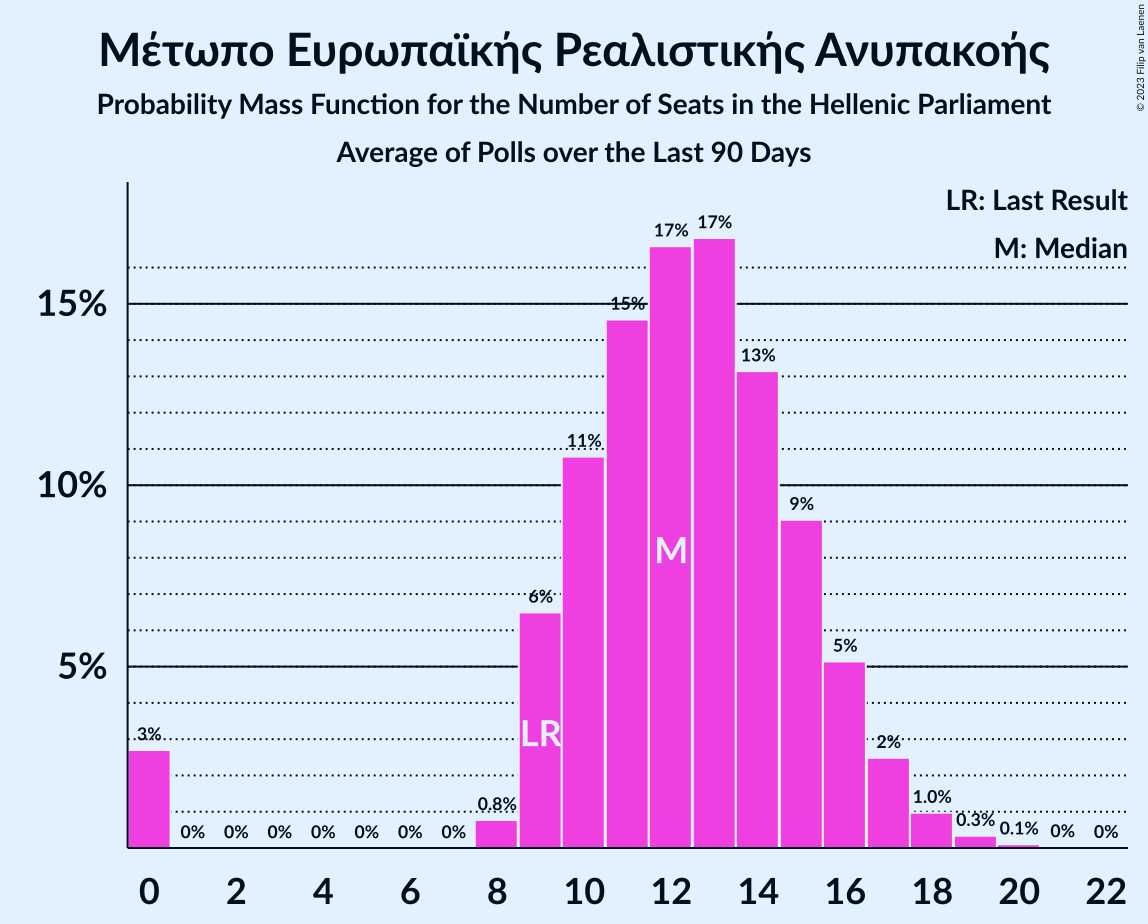 Μέτωπο Ευρωπαϊκής Ρεαλιστικής Ανυπακοής
Probability Mass Function for the Number of Seats in the Hellenic Parliament
Average of Polls over the Last 90 Days
© 2023 Filip van Laenen
LR: Last Result
M: Median
15%
10%
5%
3%
0%
0%
0%
0%
0%
0%
0%
0.8%
6%
11%
15%
17%
17%
13%
9%
5%
2%
1.0%
0.3%
0.1%
0%
0%
LR
M
0 2 4 6 8 10 12 14 16 18 20 22